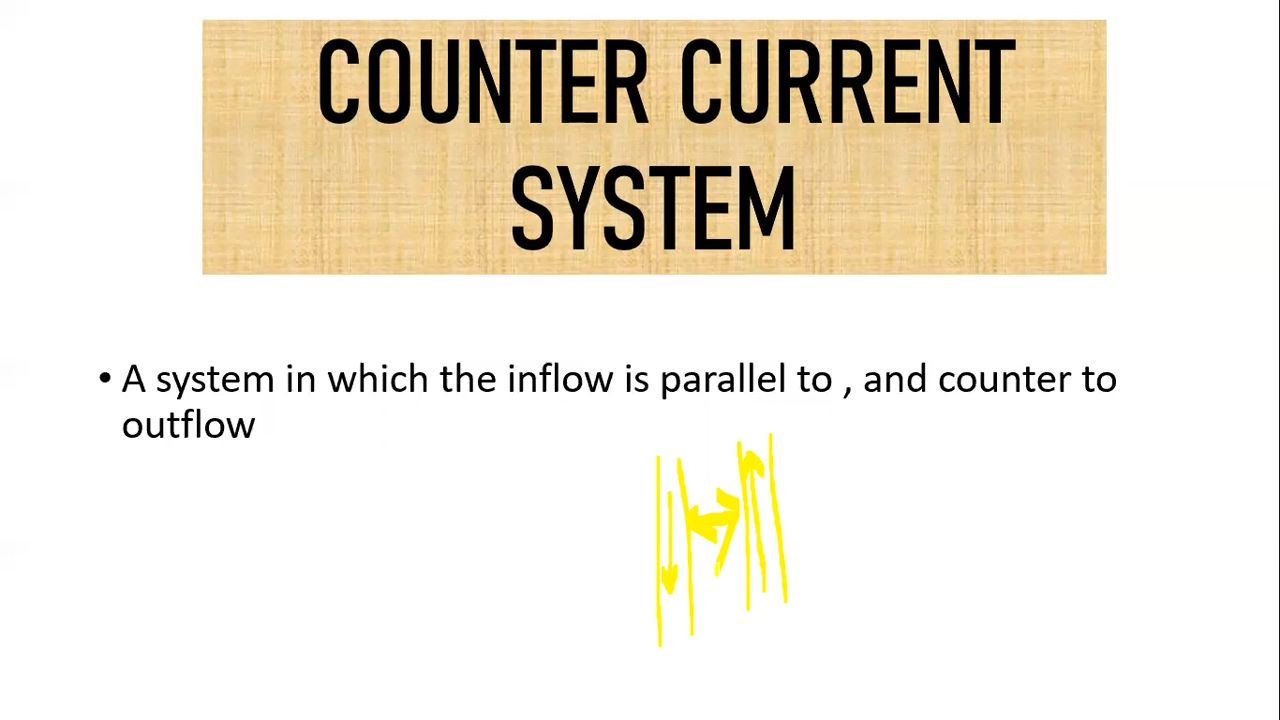 COUNTER CURRENT
SYSTEM
• A system in which the inflow is parallel to , and counter to
outflow